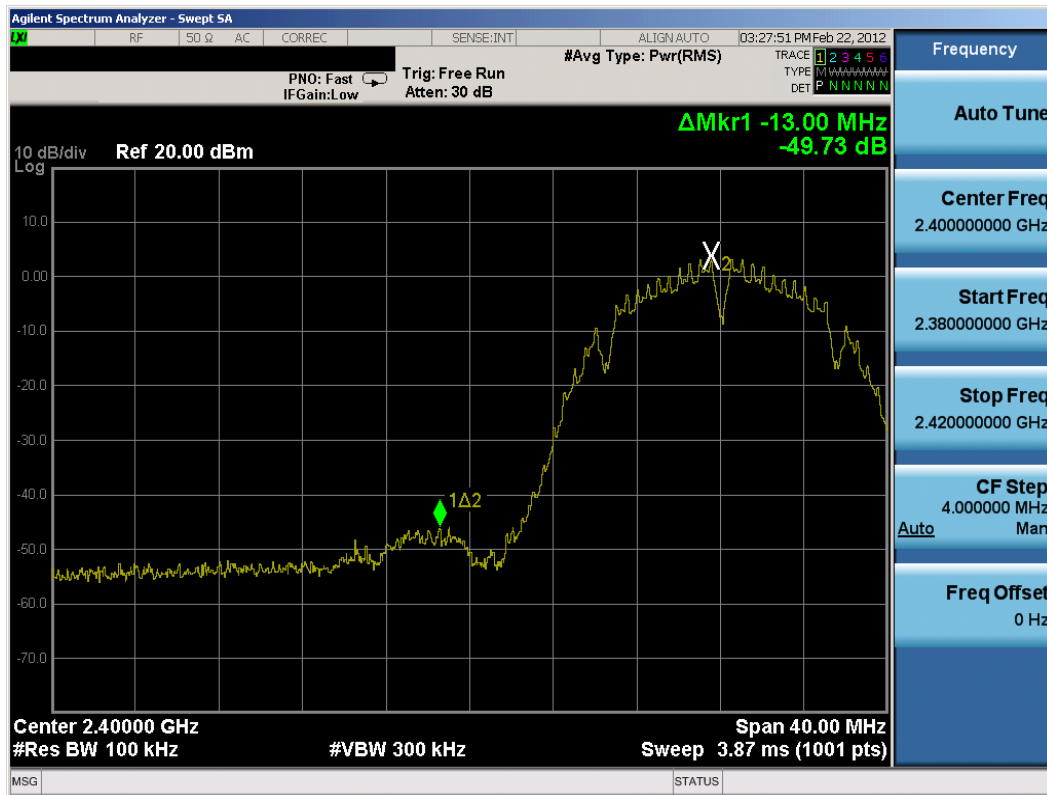 Agilent Spectrum Analyzer - Swept SA
LXI RF 50 Ω AC CORREC SENSE:INT ALIGN AUTO 03:27:51 PM Feb 22, 2012
#Avg Type: Pwr(RMS)
TRACE 1 2 3 4 5 6
TYPE M WWWWW
DET P N N N N N
PNO: Fast
IFGain:Low
Trig: Free Run
Atten: 30 dB
ΔMkr1 -13.00 MHz
-49.73 dB
10 dB/div Ref 20.00 dBm
Log
10.0
0.00
-10.0
-20.0
-30.0
-40.0
-50.0
-60.0
-70.0
X2
1Δ2
Center 2.40000 GHz Span 40.00 MHz
#Res BW 100 kHz #VBW 300 kHz Sweep 3.87 ms (1001 pts)
MSG STATUS
Frequency
Auto Tune
Center Freq
2.400000000 GHz
Start Freq
2.380000000 GHz
Stop Freq
2.420000000 GHz
CF Step
4.000000 MHz
Auto Man
Freq Offset
0 Hz